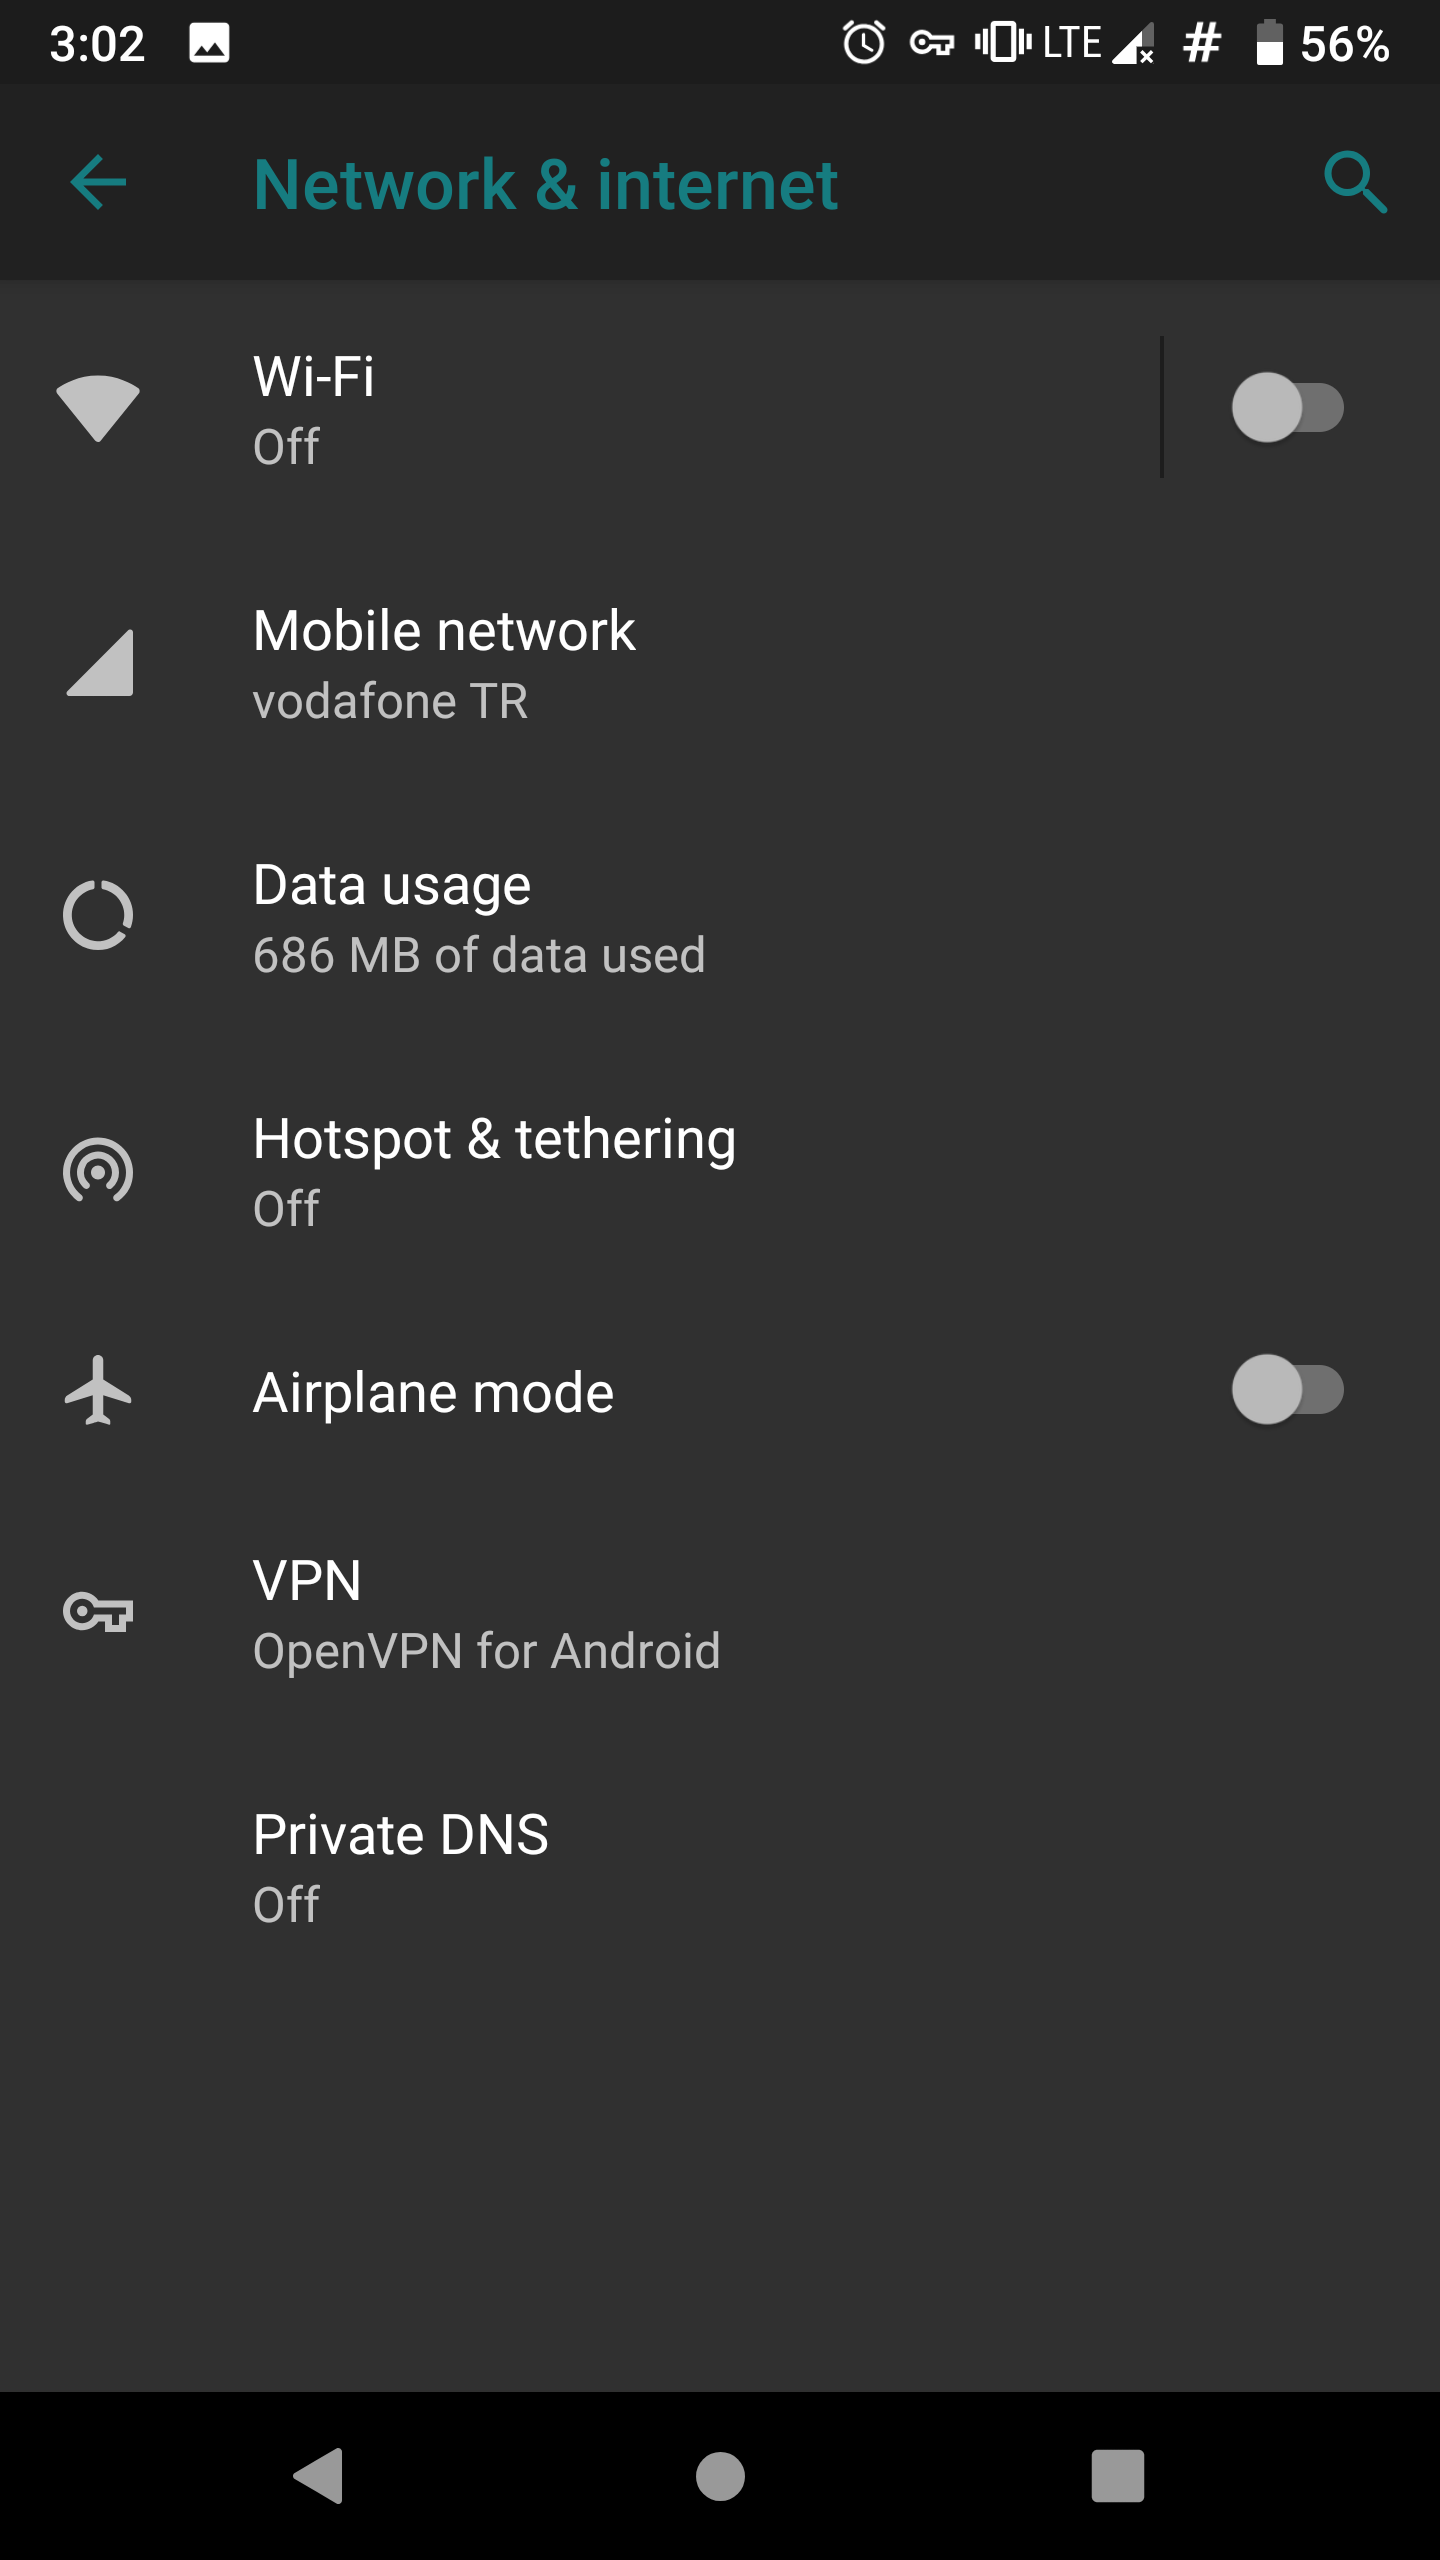 3:02 LTE # 56%
Network & internet
Wi-Fi
Off
Mobile network
vodafone TR
Data usage
686 MB of data used
Hotspot & tethering
Off
Airplane mode
VPN
OpenVPN for Android
Private DNS
Off